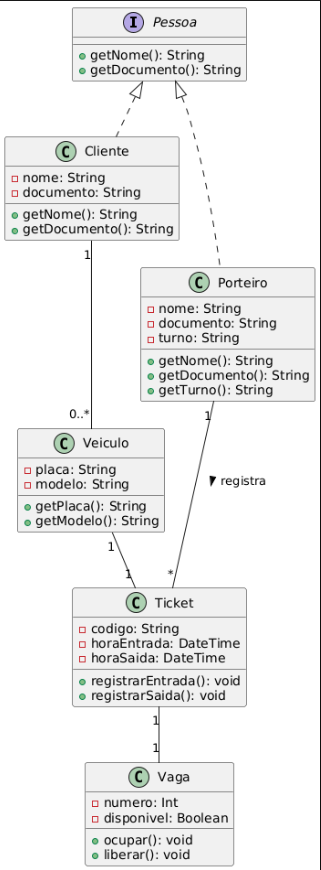 I Pessoa
getNome(): String
getDocumento(): String
C Cliente
nome: String
documento: String
getNome(): String
getDocumento(): String
1
C Porteiro
nome: String
documento: String
turno: String
getNome(): String
getDocumento(): String
getTurno(): String
1
0..*
C Veiculo
placa: String
modelo: String
getPlaca(): String
getModelo(): String
registra
1
1
*
C Ticket
codigo: String
horaEntrada: DateTime
horaSaida: DateTime
registrarEntrada(): void
registrarSaida(): void
1
1
C Vaga
numero: Int
disponivel: Boolean
ocupar(): void
liberar(): void